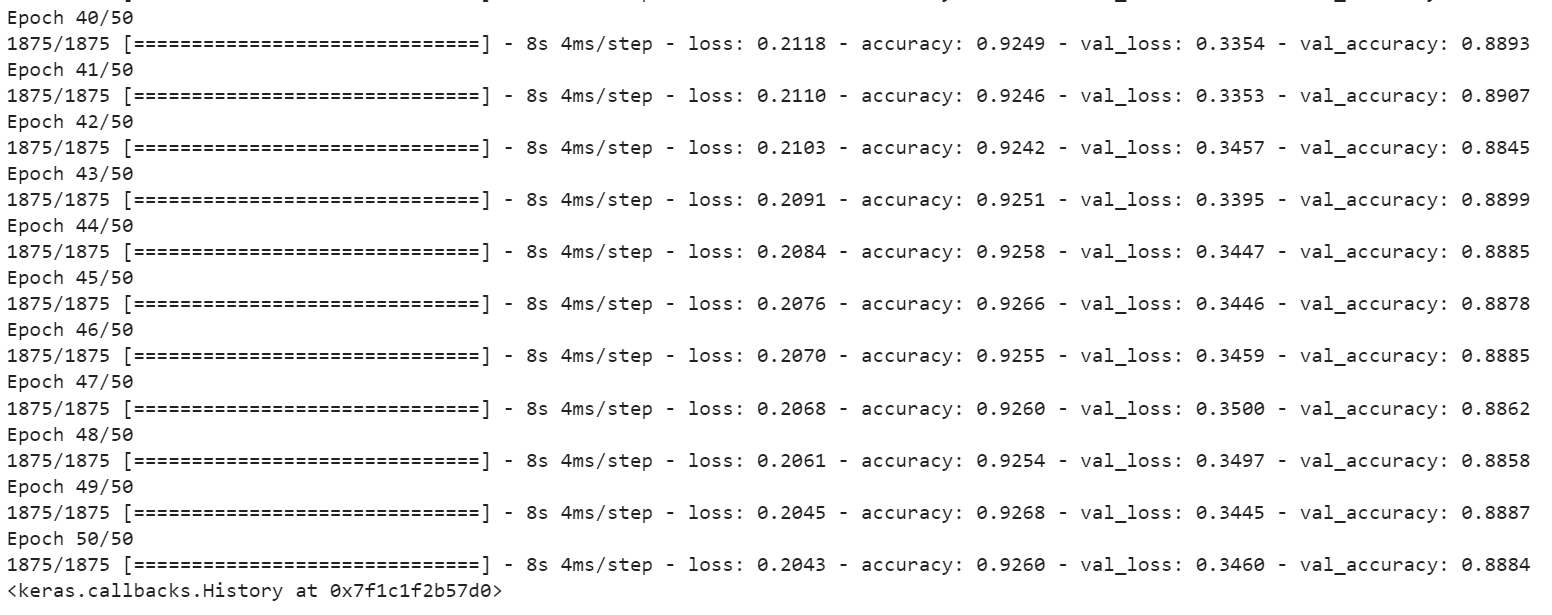 Epoch 40/50
1875/1875 [==============================] - 8s 4ms/step - loss: 0.2118 - accuracy: 0.9249 - val_loss: 0.3354 - val_accuracy: 0.8893
Epoch 41/50
1875/1875 [==============================] - 8s 4ms/step - loss: 0.2110 - accuracy: 0.9246 - val_loss: 0.3353 - val_accuracy: 0.8907
Epoch 42/50
1875/1875 [==============================] - 8s 4ms/step - loss: 0.2103 - accuracy: 0.9242 - val_loss: 0.3457 - val_accuracy: 0.8845
Epoch 43/50
1875/1875 [==============================] - 8s 4ms/step - loss: 0.2091 - accuracy: 0.9251 - val_loss: 0.3395 - val_accuracy: 0.8899
Epoch 44/50
1875/1875 [==============================] - 8s 4ms/step - loss: 0.2084 - accuracy: 0.9258 - val_loss: 0.3447 - val_accuracy: 0.8885
Epoch 45/50
1875/1875 [==============================] - 8s 4ms/step - loss: 0.2076 - accuracy: 0.9266 - val_loss: 0.3446 - val_accuracy: 0.8878
Epoch 46/50
1875/1875 [==============================] - 8s 4ms/step - loss: 0.2070 - accuracy: 0.9255 - val_loss: 0.3459 - val_accuracy: 0.8885
Epoch 47/50
1875/1875 [==============================] - 8s 4ms/step - loss: 0.2068 - accuracy: 0.9260 - val_loss: 0.3500 - val_accuracy: 0.8862
Epoch 48/50
1875/1875 [==============================] - 8s 4ms/step - loss: 0.2061 - accuracy: 0.9254 - val_loss: 0.3497 - val_accuracy: 0.8858
Epoch 49/50
1875/1875 [==============================] - 8s 4ms/step - loss: 0.2045 - accuracy: 0.9268 - val_loss: 0.3445 - val_accuracy: 0.8887
Epoch 50/50
1875/1875 [==============================] - 8s 4ms/step - loss: 0.2043 - accuracy: 0.9260 - val_loss: 0.3460 - val_accuracy: 0.8884
<keras.callbacks.History at 0x7f1c1f2b57d0>